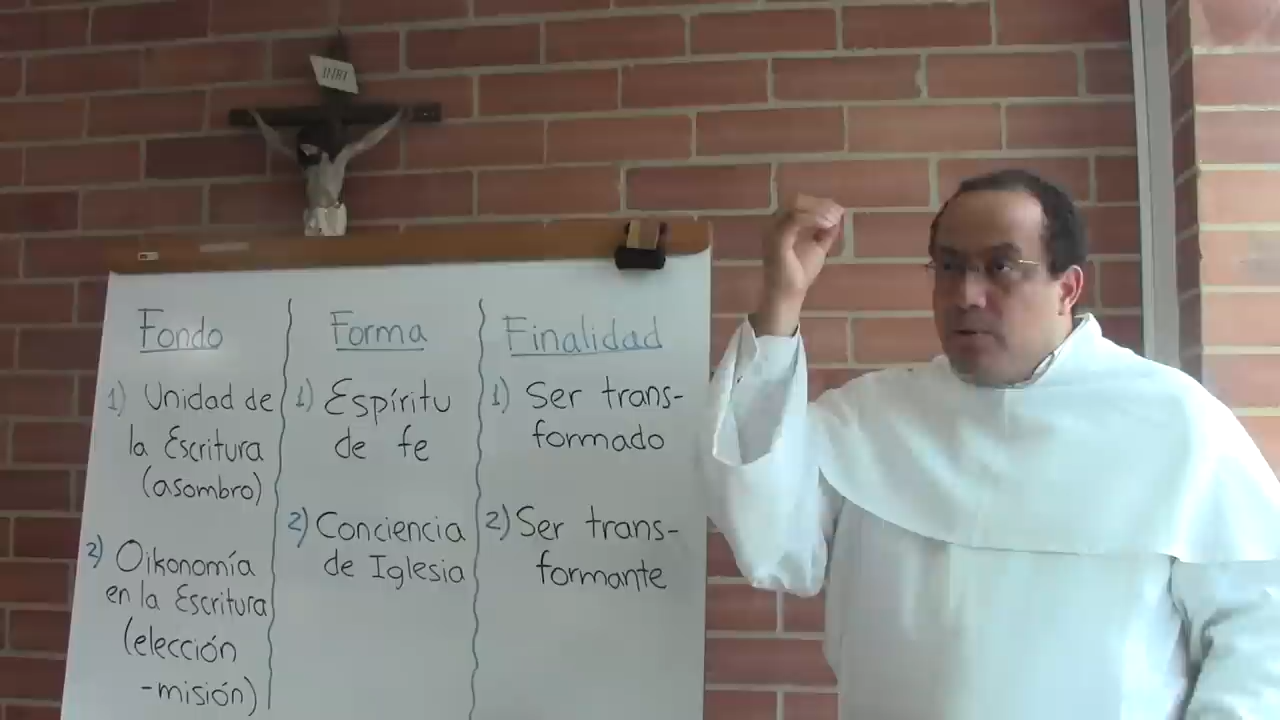 INRI
Fondo
1) Unidad de
la Escritura
(asombro)
2) Oikonomía
en la Escritura
(elección
-misión)
Forma
1) Espíritu
de fe
2) Conciencia
de Iglesia
Finalidad
1) Ser trans-
formado
2) Ser trans-
formante